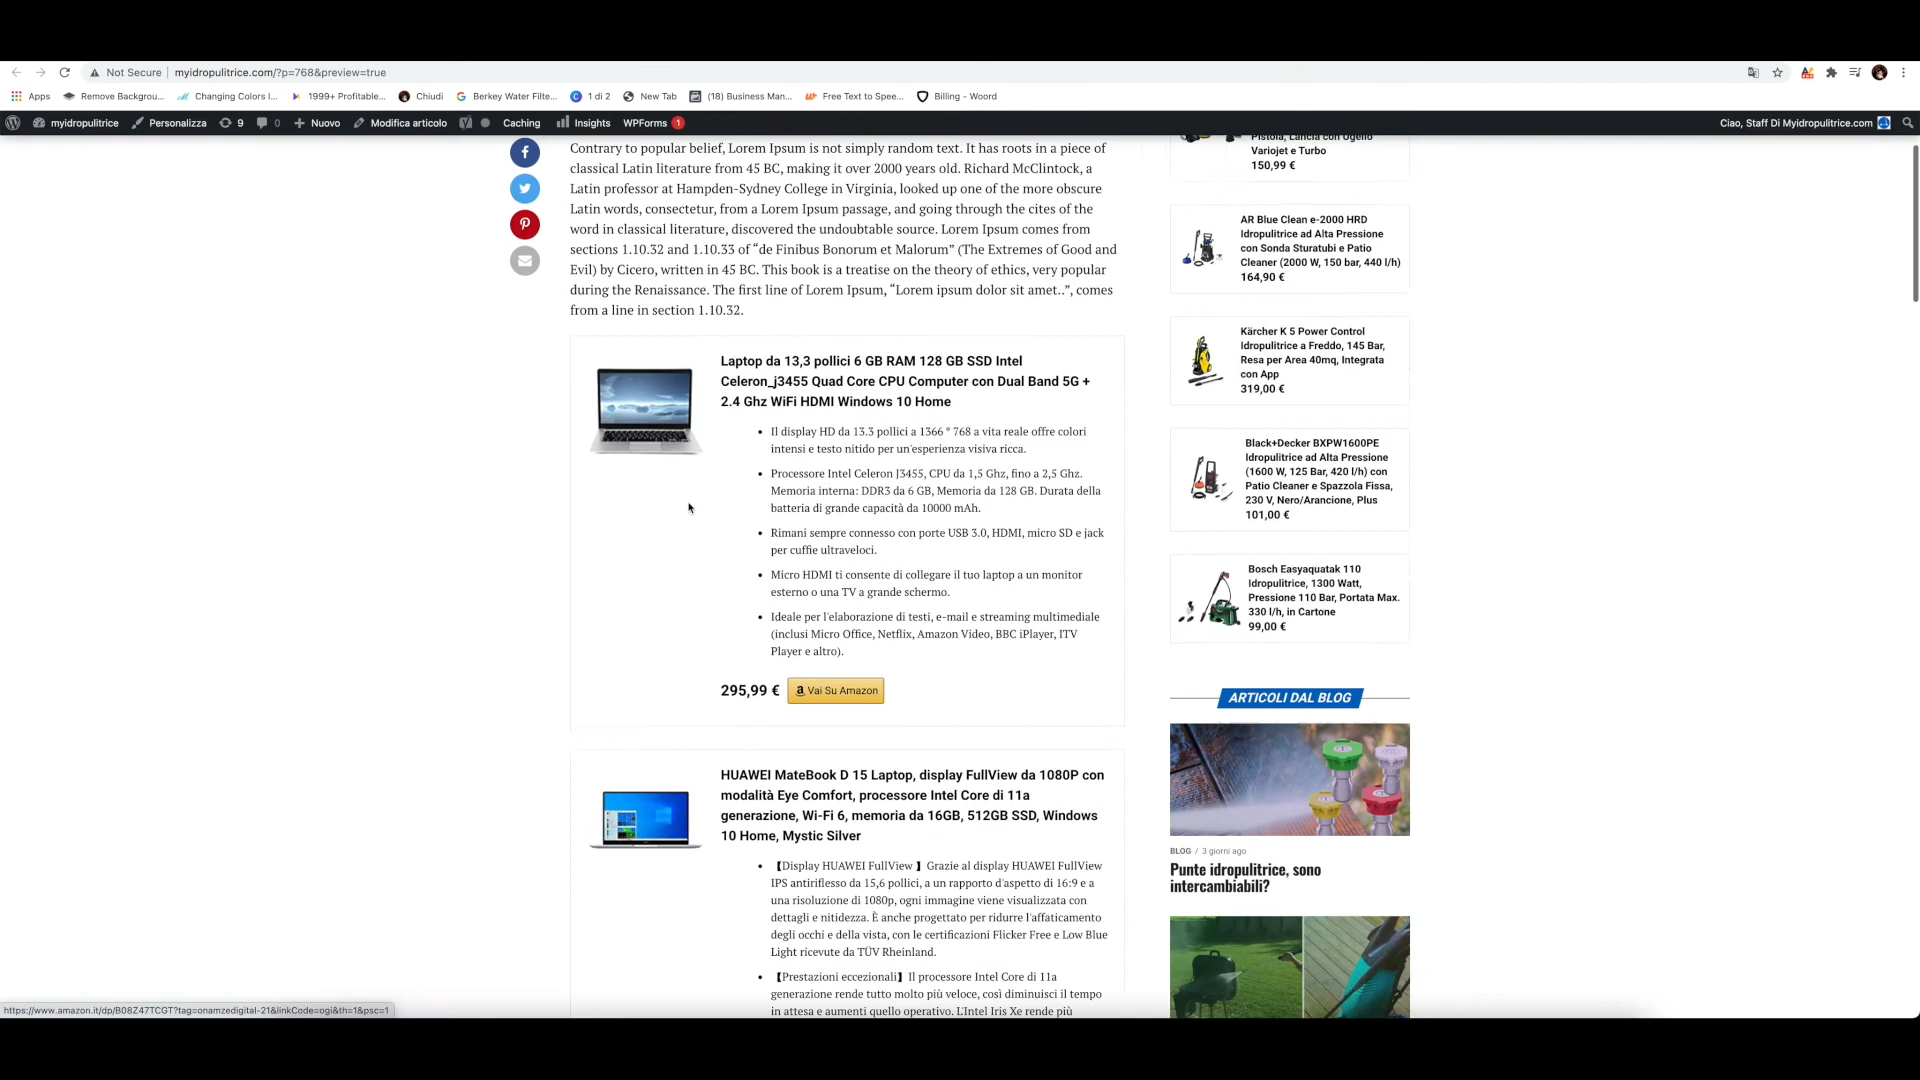 Not Secure myidropulitrice.com/?p=768&preview=true
Apps Remove Backgrou... Changing Colors I... 1999+ Profitable... Chiudi Berkey Water Filte... 1 di 2 New Tab (18) Business Man... Free Text to Spee... Billing - Woord
myidropulitrice Personalizza 9 0 Nuovo Modifica articolo Caching Insights WPForms 1 Ciao, Staff Di Myidropulitrice.com
Contrary to popular belief, Lorem Ipsum is not simply random text. It has roots in a piece of
classical Latin literature from 45 BC, making it over 2000 years old. Richard McClintock, a
Latin professor at Hampden-Sydney College in Virginia, looked up one of the more obscure
Latin words, consectetur, from a Lorem Ipsum passage, and going through the cites of the
word in classical literature, discovered the undoubtable source. Lorem Ipsum comes from
sections 1.10.32 and 1.10.33 of “de Finibus Bonorum et Malorum” (The Extremes of Good and
Evil) by Cicero, written in 45 BC. This book is a treatise on the theory of ethics, very popular
during the Renaissance. The first line of Lorem Ipsum, “Lorem ipsum dolor sit amet..”, comes
from a line in section 1.10.32.
Laptop da 13,3 pollici 6 GB RAM 128 GB SSD Intel
Celeron_j3455 Quad Core CPU Computer con Dual Band 5G +
2.4 Ghz WiFi HDMI Windows 10 Home
• Il display HD da 13.3 pollici a 1366 * 768 a vita reale offre colori
intensi e testo nitido per un'esperienza visiva ricca.
• Processore Intel Celeron J3455, CPU da 1,5 Ghz, fino a 2,5 Ghz.
Memoria interna: DDR3 da 6 GB, Memoria da 128 GB. Durata della
batteria di grande capacità da 10000 mAh.
• Rimani sempre connesso con porte USB 3.0, HDMI, micro SD e jack
per cuffie ultraveloci.
• Micro HDMI ti consente di collegare il tuo laptop a un monitor
esterno o una TV a grande schermo.
• Ideale per l'elaborazione di testi, e-mail e streaming multimediale
(inclusi Micro Office, Netflix, Amazon Video, BBC iPlayer, ITV
Player e altro).
295,99 € Vai Su Amazon
HUAWEI MateBook D 15 Laptop, display FullView da 1080P con
modalità Eye Comfort, processore Intel Core di 11a
generazione, Wi-Fi 6, memoria da 16GB, 512GB SSD, Windows
10 Home, Mystic Silver
• 【Display HUAWEI FullView 】Grazie al display HUAWEI FullView
IPS antiriflesso da 15,6 pollici, a un rapporto d'aspetto di 16:9 e a
una risoluzione di 1080p, ogni immagine viene visualizzata con
dettagli e nitidezza. È anche progettato per ridurre l'affaticamento
degli occhi e della vista, con le certificazioni Flicker Free e Low Blue
Light ricevute da TÜV Rheinland.
• 【Prestazioni eccezionali】Il processore Intel Core di 11a
generazione rende tutto molto più veloce, così diminuisci il tempo
in attesa e aumenti quello operativo. L'Intel Iris Xe rende più
Pistola, Lancia con Ugello
Variojet e Turbo
150,99 €
AR Blue Clean e-2000 HRD
Idropulitrice ad Alta Pressione
con Sonda Sturatubi e Patio
Cleaner (2000 W, 150 bar, 440 l/h)
164,90 €
Kärcher K 5 Power Control
Idropulitrice a Freddo, 145 Bar,
Resa per Area 40mq, Integrata
con App
319,00 €
Black+Decker BXPW1600PE
Idropulitrice ad Alta Pressione
(1600 W, 125 Bar, 420 l/h) con
Patio Cleaner e Spazzola Fissa,
230 V, Nero/Arancione, Plus
101,00 €
Bosch Easyaquatak 110
Idropulitrice, 1300 Watt,
Pressione 110 Bar, Portata Max.
330 l/h, in Cartone
99,00 €
ARTICOLI DAL BLOG
BLOG / 3 giorni ago
Punte idropulitrice, sono
intercambiabili?
https://www.amazon.it/dp/B08Z47TCGT?tag=onamzedigital-21&linkCode=ogi&th=1&psc=1